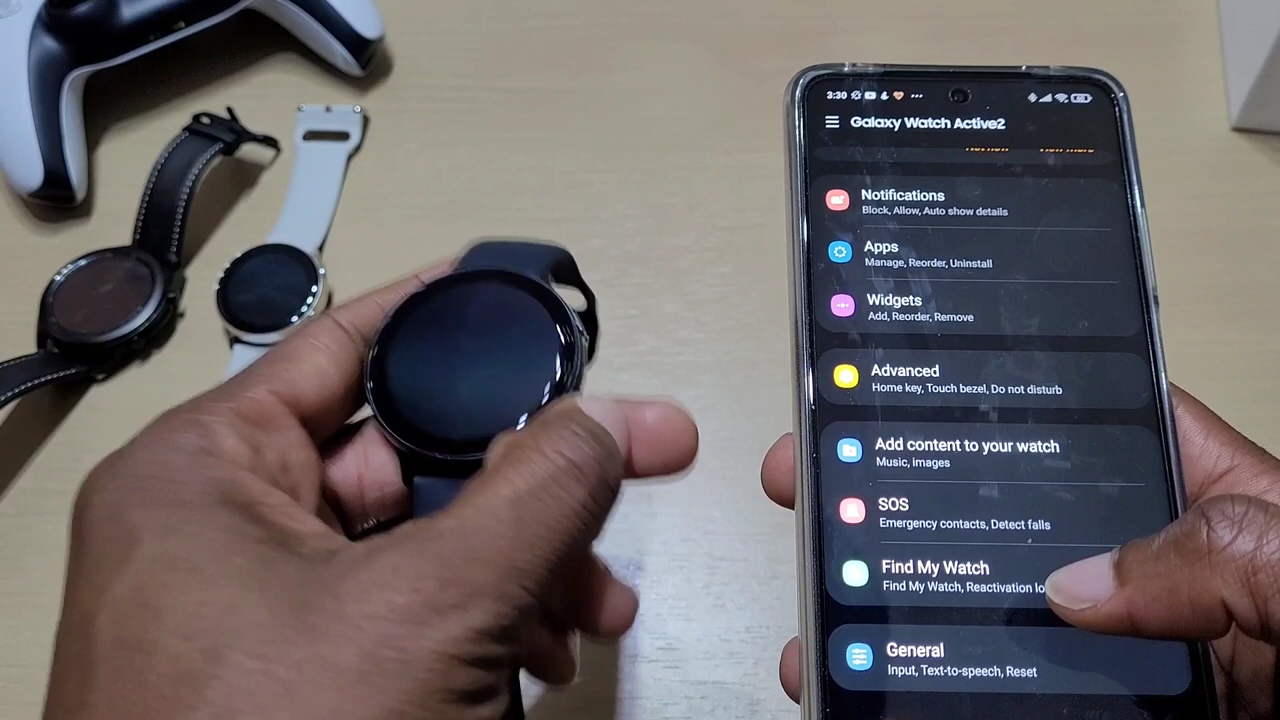 3:30
Galaxy Watch Active2
Notifications
Block, Allow, Auto show details
Apps
Manage, Reorder, Uninstall
Widgets
Add, Reorder, Remove
Advanced
Home key, Touch bezel, Do not disturb
Add content to your watch
Music, images
SOS
Emergency contacts, Detect falls
Find My Watch
Find My Watch, Reactivation lo
General
Input, Text-to-speech, Reset